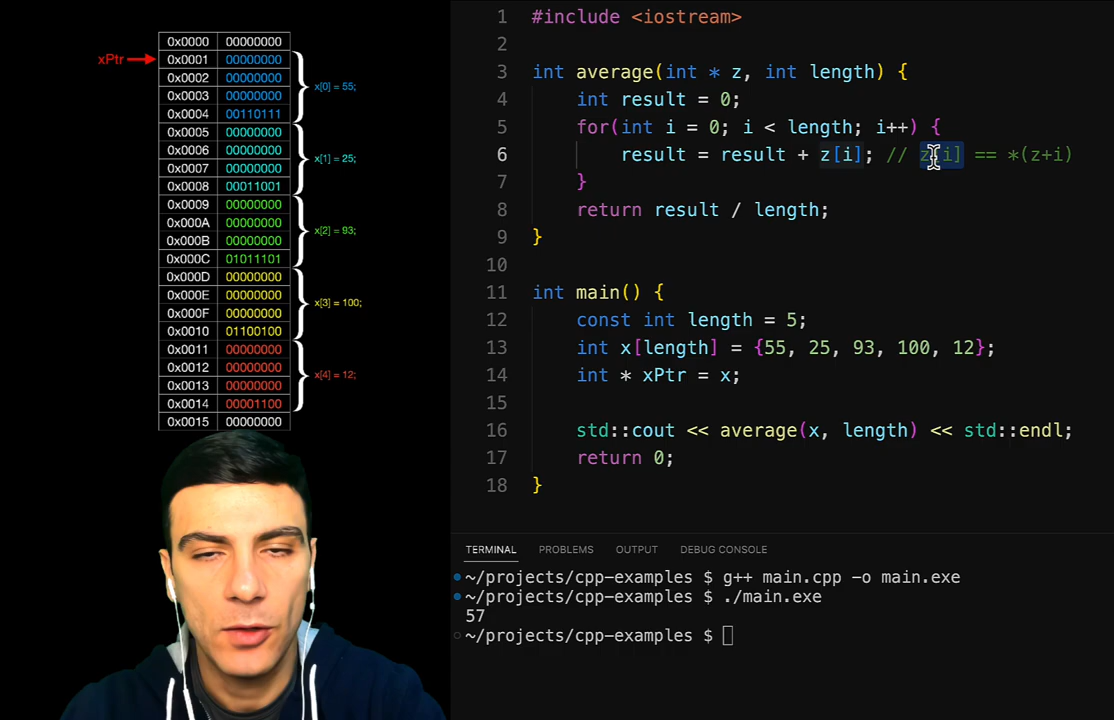 xPtr
0x0000 00000000
0x0001 00000000
0x0002 00000000
0x0003 00000000
0x0004 00110111
x[0] = 55;
0x0005 00000000
0x0006 00000000
0x0007 00000000
0x0008 00011001
x[1] = 25;
0x0009 00000000
0x000A 00000000
0x000B 00000000
0x000C 01011101
x[2] = 93;
0x000D 00000000
0x000E 00000000
0x000F 00000000
0x0010 01100100
x[3] = 100;
0x0011 00000000
0x0012 00000000
0x0013 00000000
0x0014 00001100
x[4] = 12;
0x0015 00000000
1 #include <iostream>
2
3 int average(int * z, int length) {
4 int result = 0;
5 for(int i = 0; i < length; i++) {
6 result = result + z[i]; // z[i] == *(z+i)
7 }
8 return result / length;
9 }
10
11 int main() {
12 const int length = 5;
13 int x[length] = {55, 25, 93, 100, 12};
14 int * xPtr = x;
15
16 std::cout << average(x, length) << std::endl;
17 return 0;
18 }
TERMINAL PROBLEMS OUTPUT DEBUG CONSOLE
~/projects/cpp-examples $ g++ main.cpp -o main.exe
~/projects/cpp-examples $ ./main.exe
57
~/projects/cpp-examples $